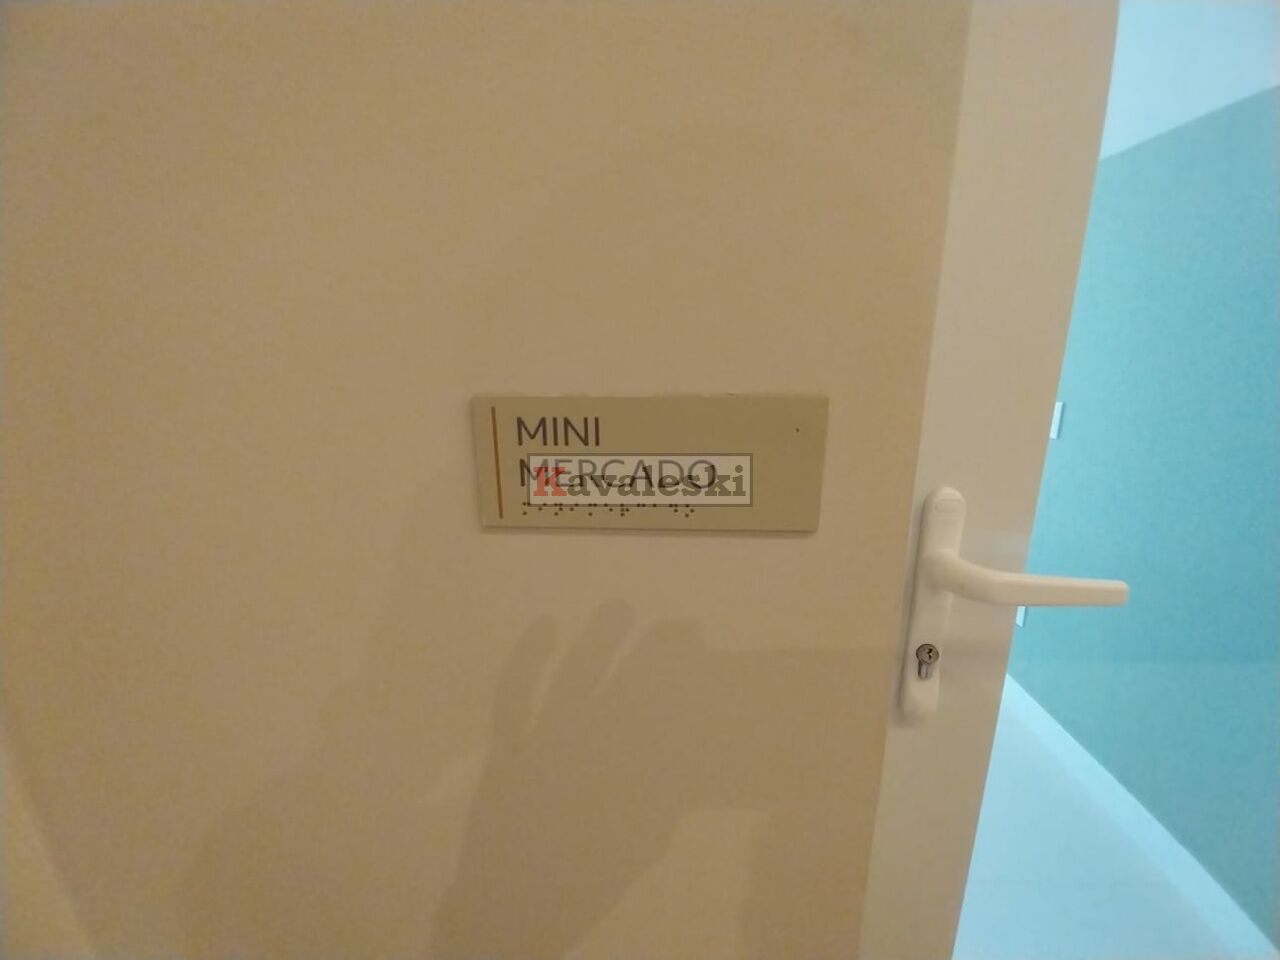 MINI
MERCADO
Kavaleski
⠍⠊⠝⠊⠀⠍⠑⠗⠉⠁⠙⠕